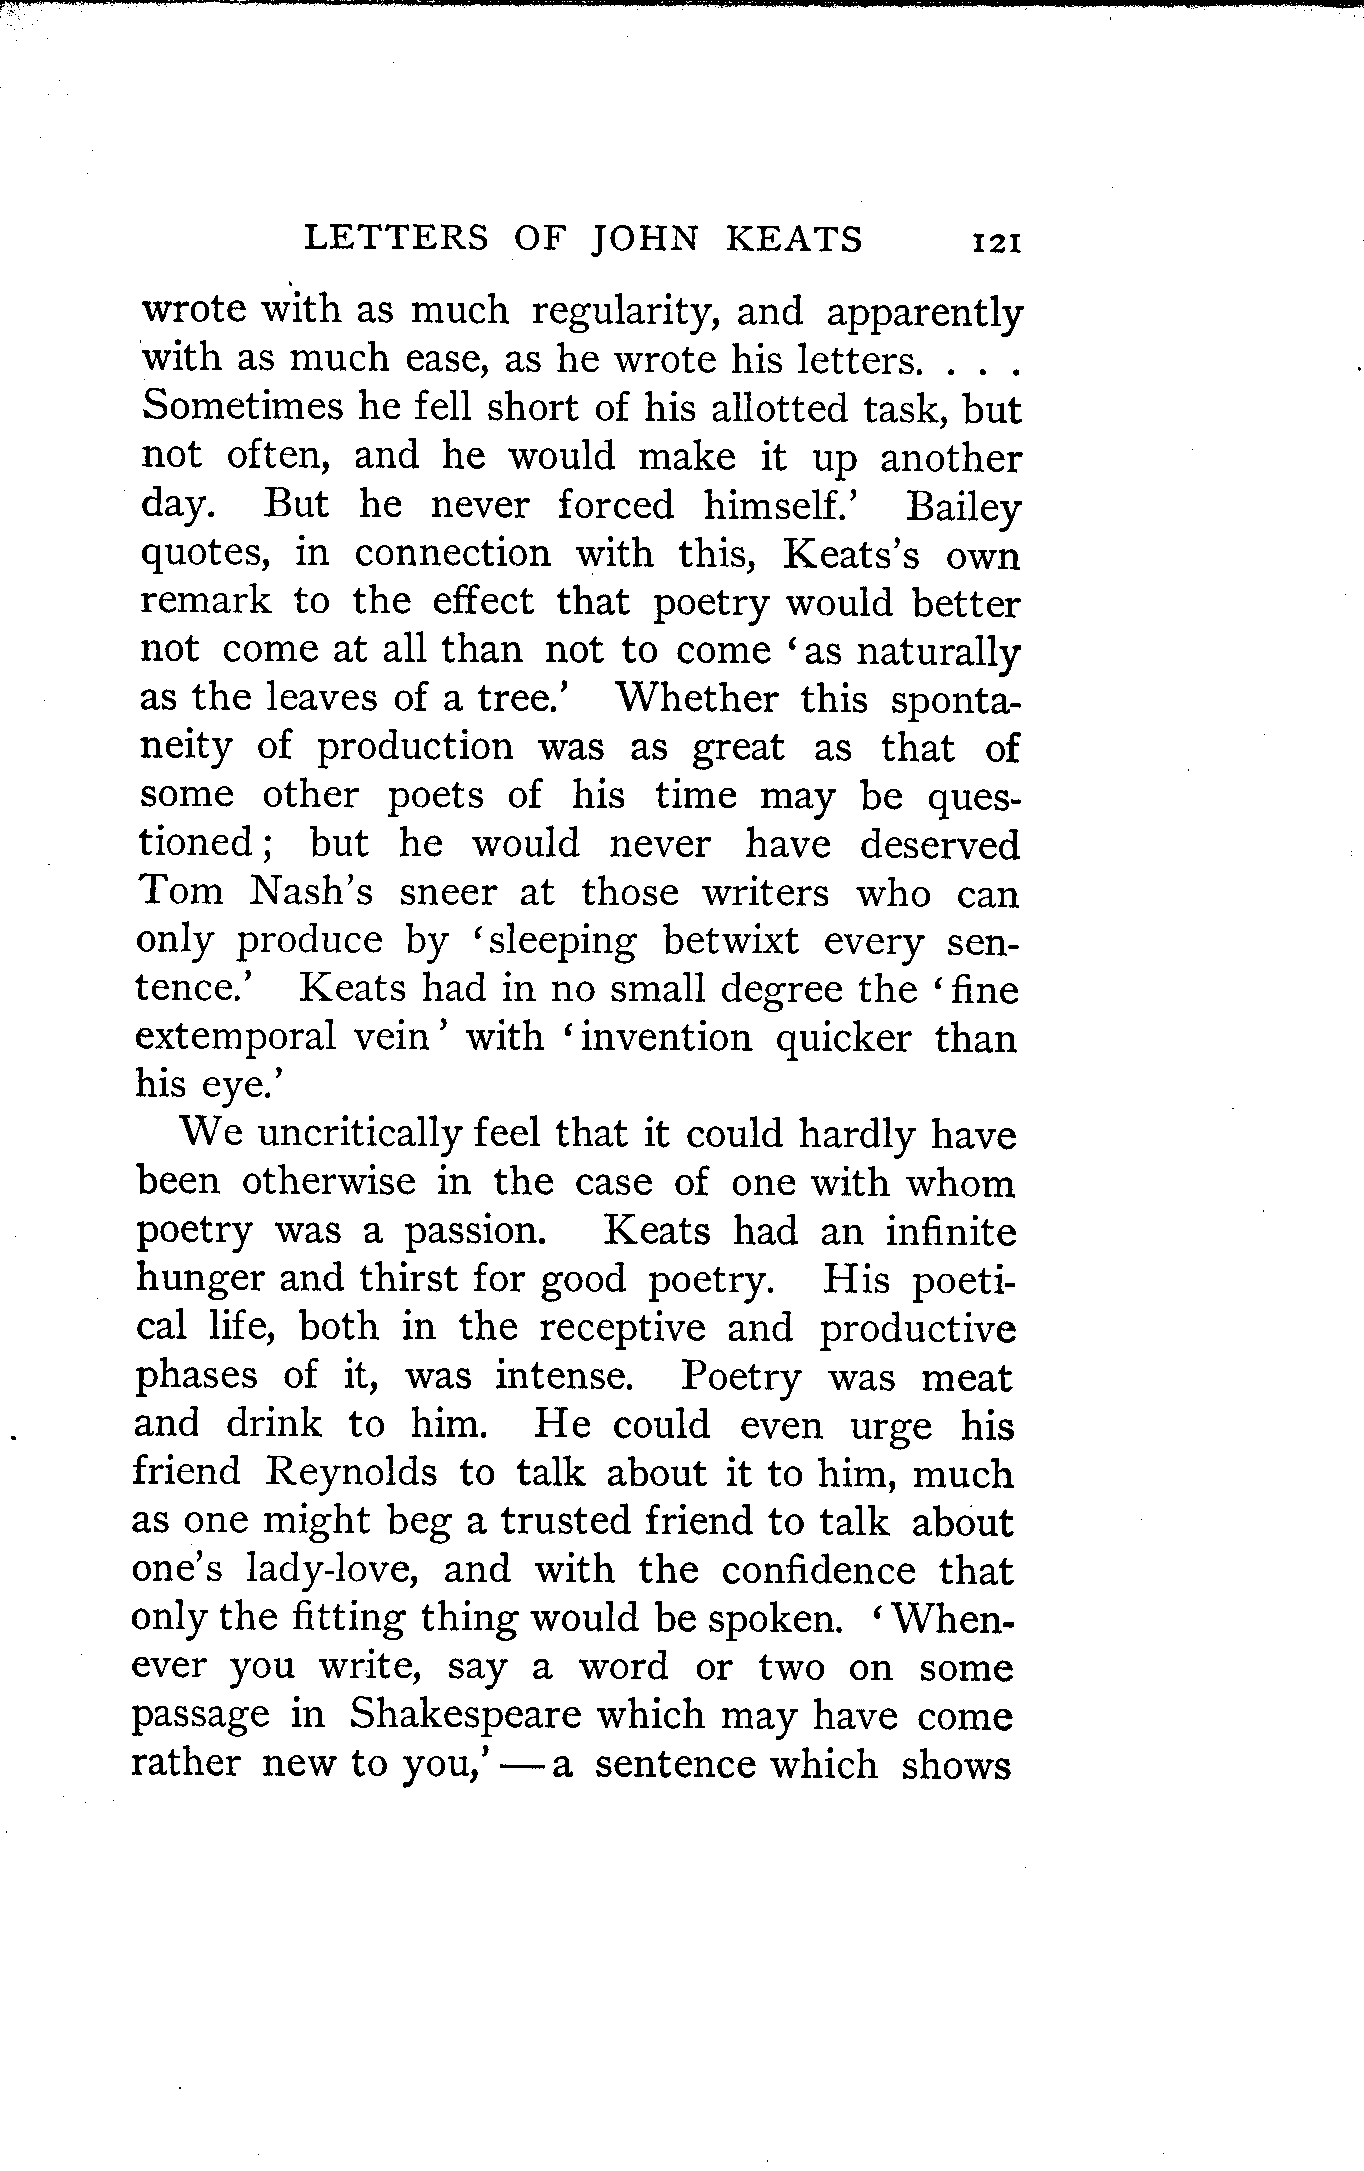 LETTERS OF JOHN KEATS 121
wrote with as much regularity, and apparently
with as much ease, as he wrote his letters. . . .
Sometimes he fell short of his allotted task, but
not often, and he would make it up another
day. But he never forced himself.’ Bailey
quotes, in connection with this, Keats’s own
remark to the effect that poetry would better
not come at all than not to come ‘as naturally
as the leaves of a tree.’ Whether this sponta-
neity of production was as great as that of
some other poets of his time may be ques-
tioned; but he would never have deserved
Tom Nash’s sneer at those writers who can
only produce by ‘sleeping betwixt every sen-
tence.’ Keats had in no small degree the ‘fine
extemporal vein’ with ‘invention quicker than
his eye.’
We uncritically feel that it could hardly have
been otherwise in the case of one with whom
poetry was a passion. Keats had an infinite
hunger and thirst for good poetry. His poeti-
cal life, both in the receptive and productive
phases of it, was intense. Poetry was meat
and drink to him. He could even urge his
friend Reynolds to talk about it to him, much
as one might beg a trusted friend to talk about
one’s lady-love, and with the confidence that
only the fitting thing would be spoken. ‘When-
ever you write, say a word or two on some
passage in Shakespeare which may have come
rather new to you,’ — a sentence which shows